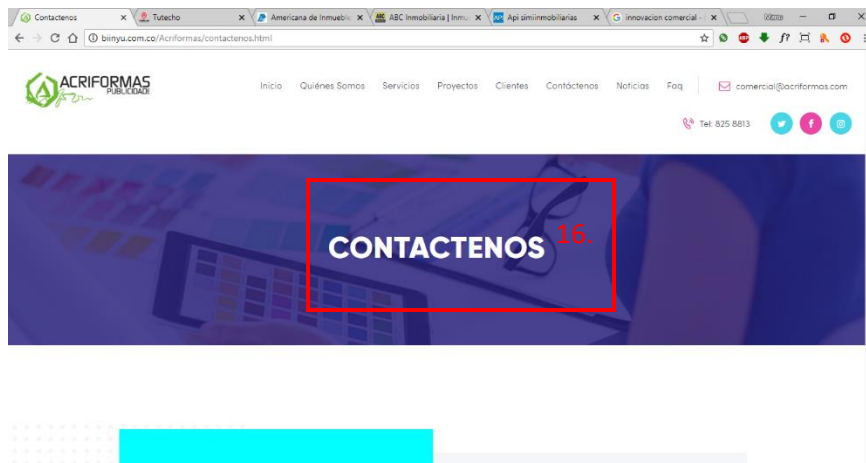 Contactenos
Tutecho
Americana de Inmueble
ABC Inmobiliaria | Inmu
Api simiinmobiliarias
innovacion comercial -
biinyu.com.co/Acriformas/contactenos.html
ACRIFORMAS
PUBLICIDAD
Inicio Quiénes Somos Servicios Proyectos Clientes Contáctenos Noticias Faq
comercial@acriformas.com
Tel: 825 8813
CONTACTENOS
16.